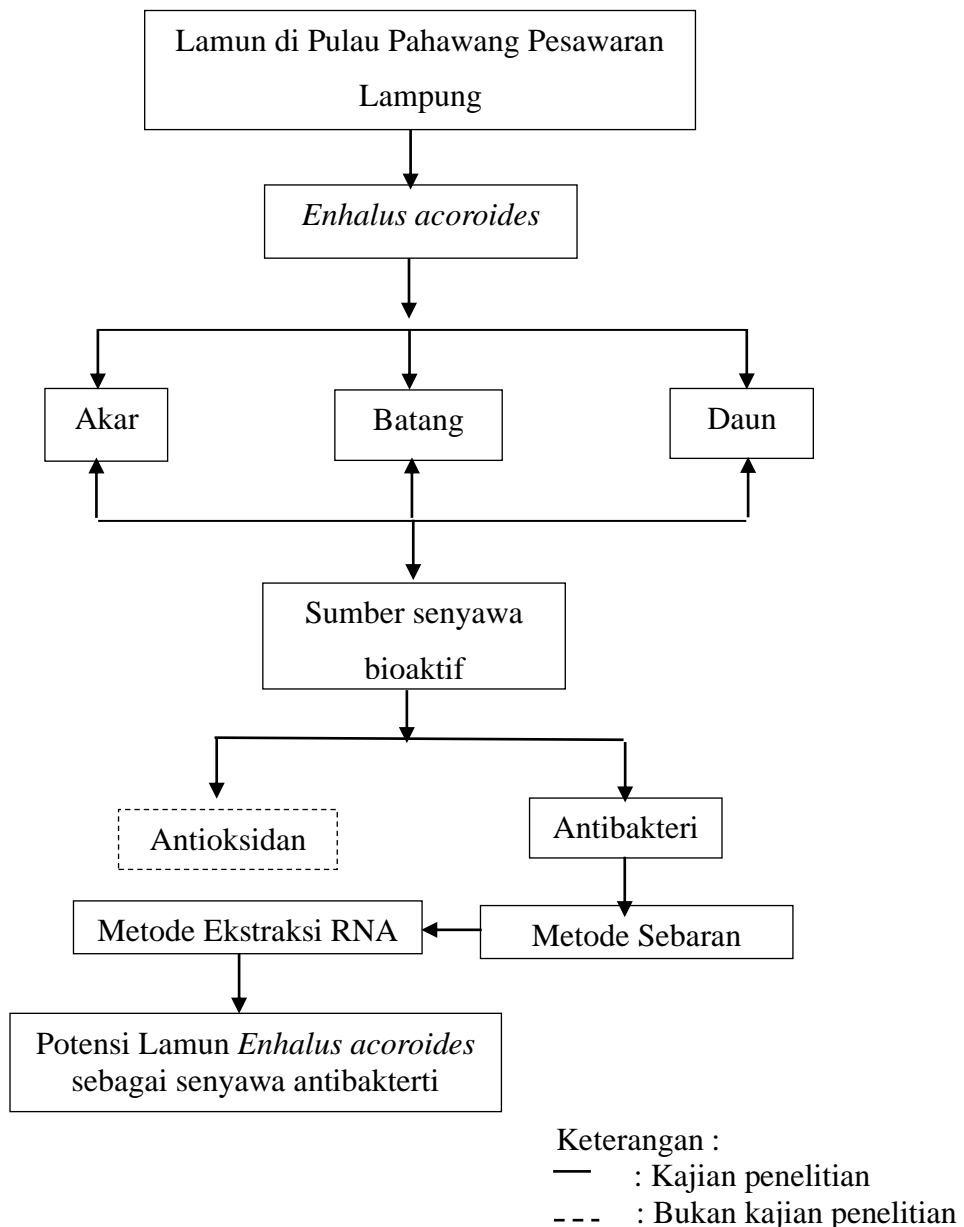 Lamun di Pulau Pahawang Pesawaran
Lampung
Enhalus acoroides
Akar
Batang
Daun
Sumber senyawa
bioaktif
Antioksidan
Antibakteri
Metode Ekstraksi RNA
Metode Sebaran
Potensi Lamun Enhalus acoroides
sebagai senyawa antibakterti
Keterangan :
: Kajian penelitian
: Bukan kajian penelitian